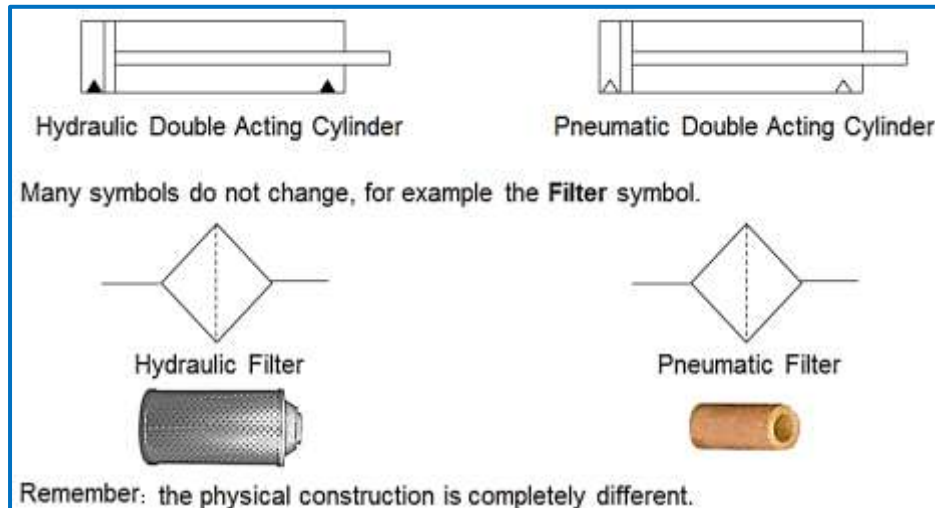 Hydraulic Double Acting Cylinder
Pneumatic Double Acting Cylinder
Many symbols do not change, for example the Filter symbol.
Hydraulic Filter
Pneumatic Filter
Remember: the physical construction is completely different.